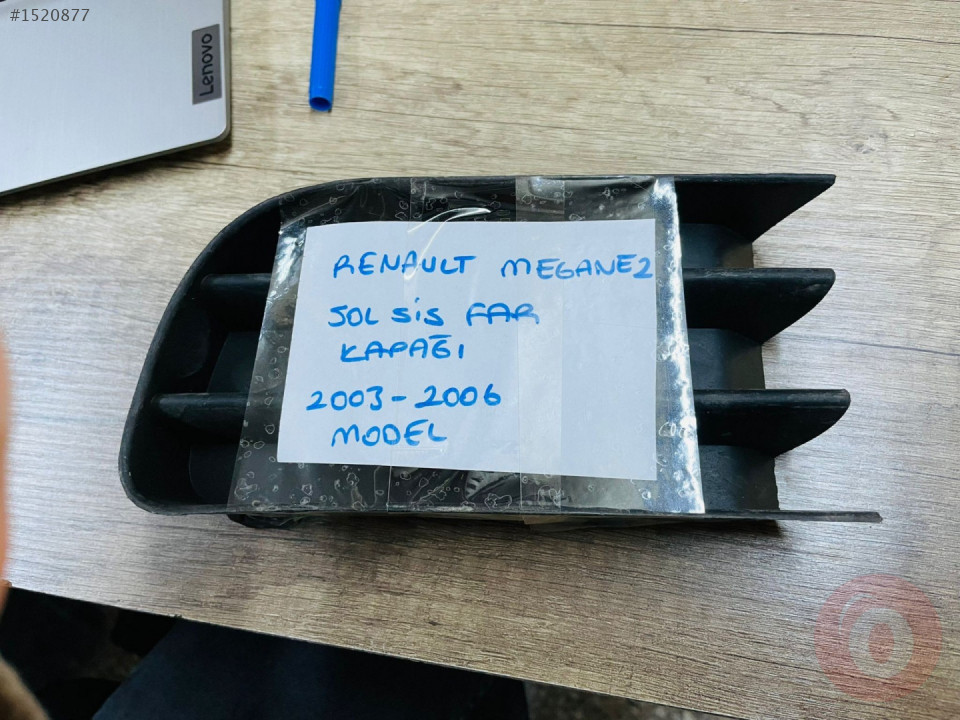 #1520877
Lenovo
RENAULT MEGANE2
SOL SİS FAR
KAPAĞI
2003-2006
MODEL